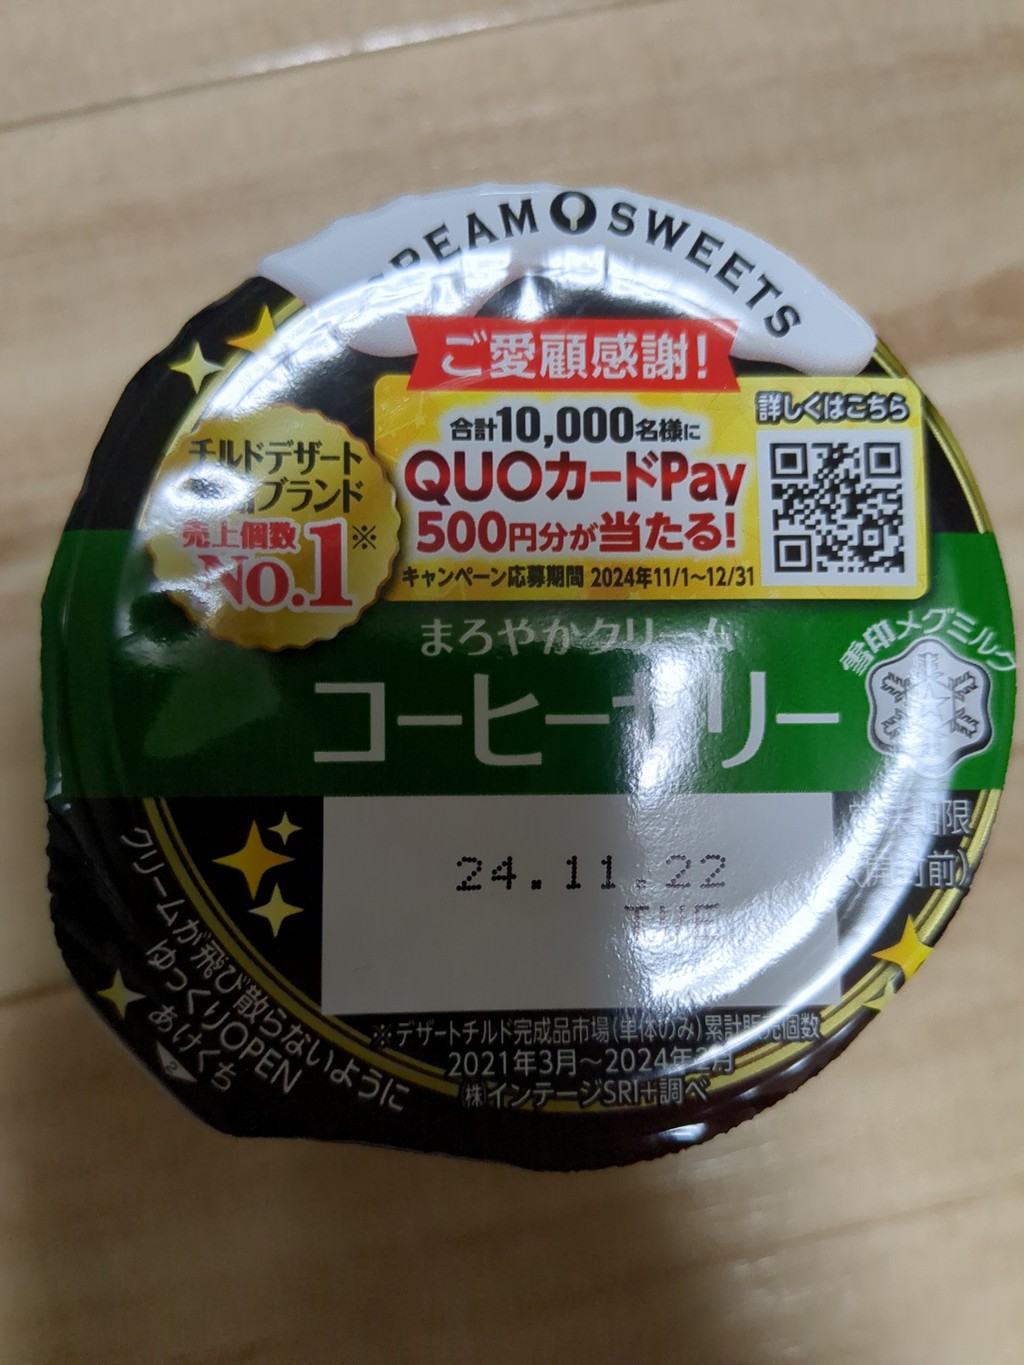 CREAM SWEETS
ご愛顧感謝!
合計10,000名様に
QUOカードPay
500円分が当たる!
キャンペーン応募期間 2024年11/1~12/31
詳しくはこちら
チルドデザート
ブランド
売上個数
No.1※
まろやかクリーム
コーヒーゼリー
雪印メグミルク
24.11.22
TUE
期限
前)
クリームが飛び散らないように
ゆっくりOPEN
あけくち
2
※デザートチルド完成品市場(単体のみ)累計販売個数
2021年3月~2024年2月
㈱インテージSRI+調べ